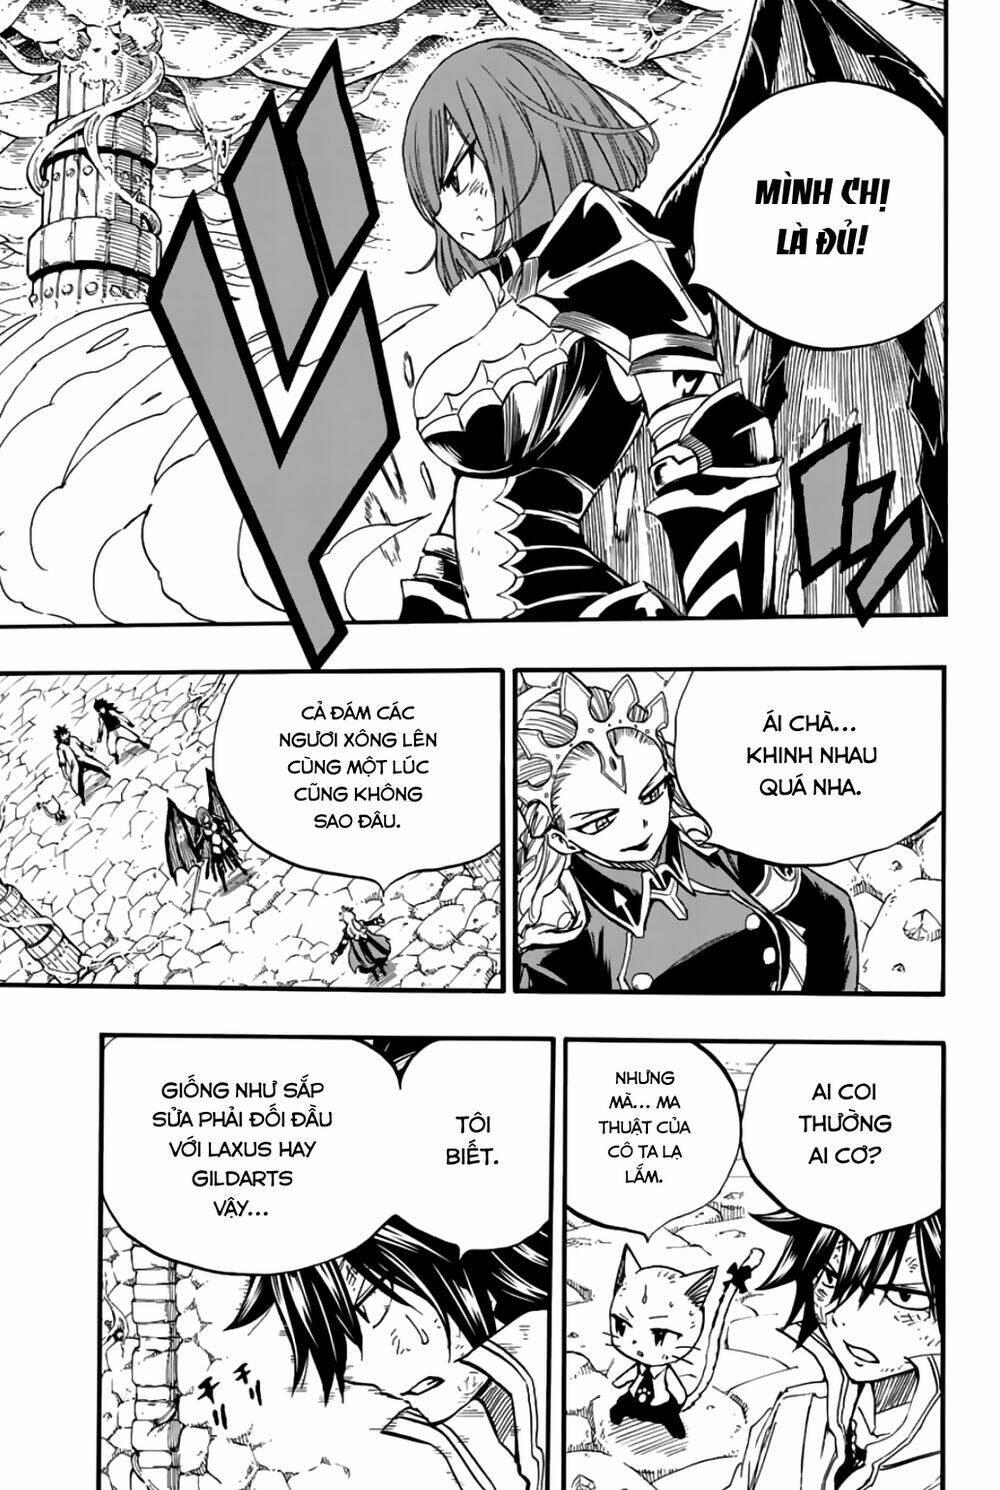 MÌNH CHỊ
LÀ ĐỦ!
ÁI CHÀ...
KHINH NHAU
QUÁ NHA.
CẢ ĐÁM CÁC
NGƯƠI XÔNG LÊN
CÙNG MỘT LÚC
CŨNG KHÔNG
SAO ĐÂU.
AI COI
THƯỜNG
AI CƠ?
NHƯNG
MÀ... MA
THUẬT CỦA
CÔ TA LẠ
LẮM.
TÔI
BIẾT.
GIỐNG NHƯ SẮP
SỬA PHẢI ĐỐI ĐẦU
VỚI LAXUS HAY
GILDARTS
VẬY...